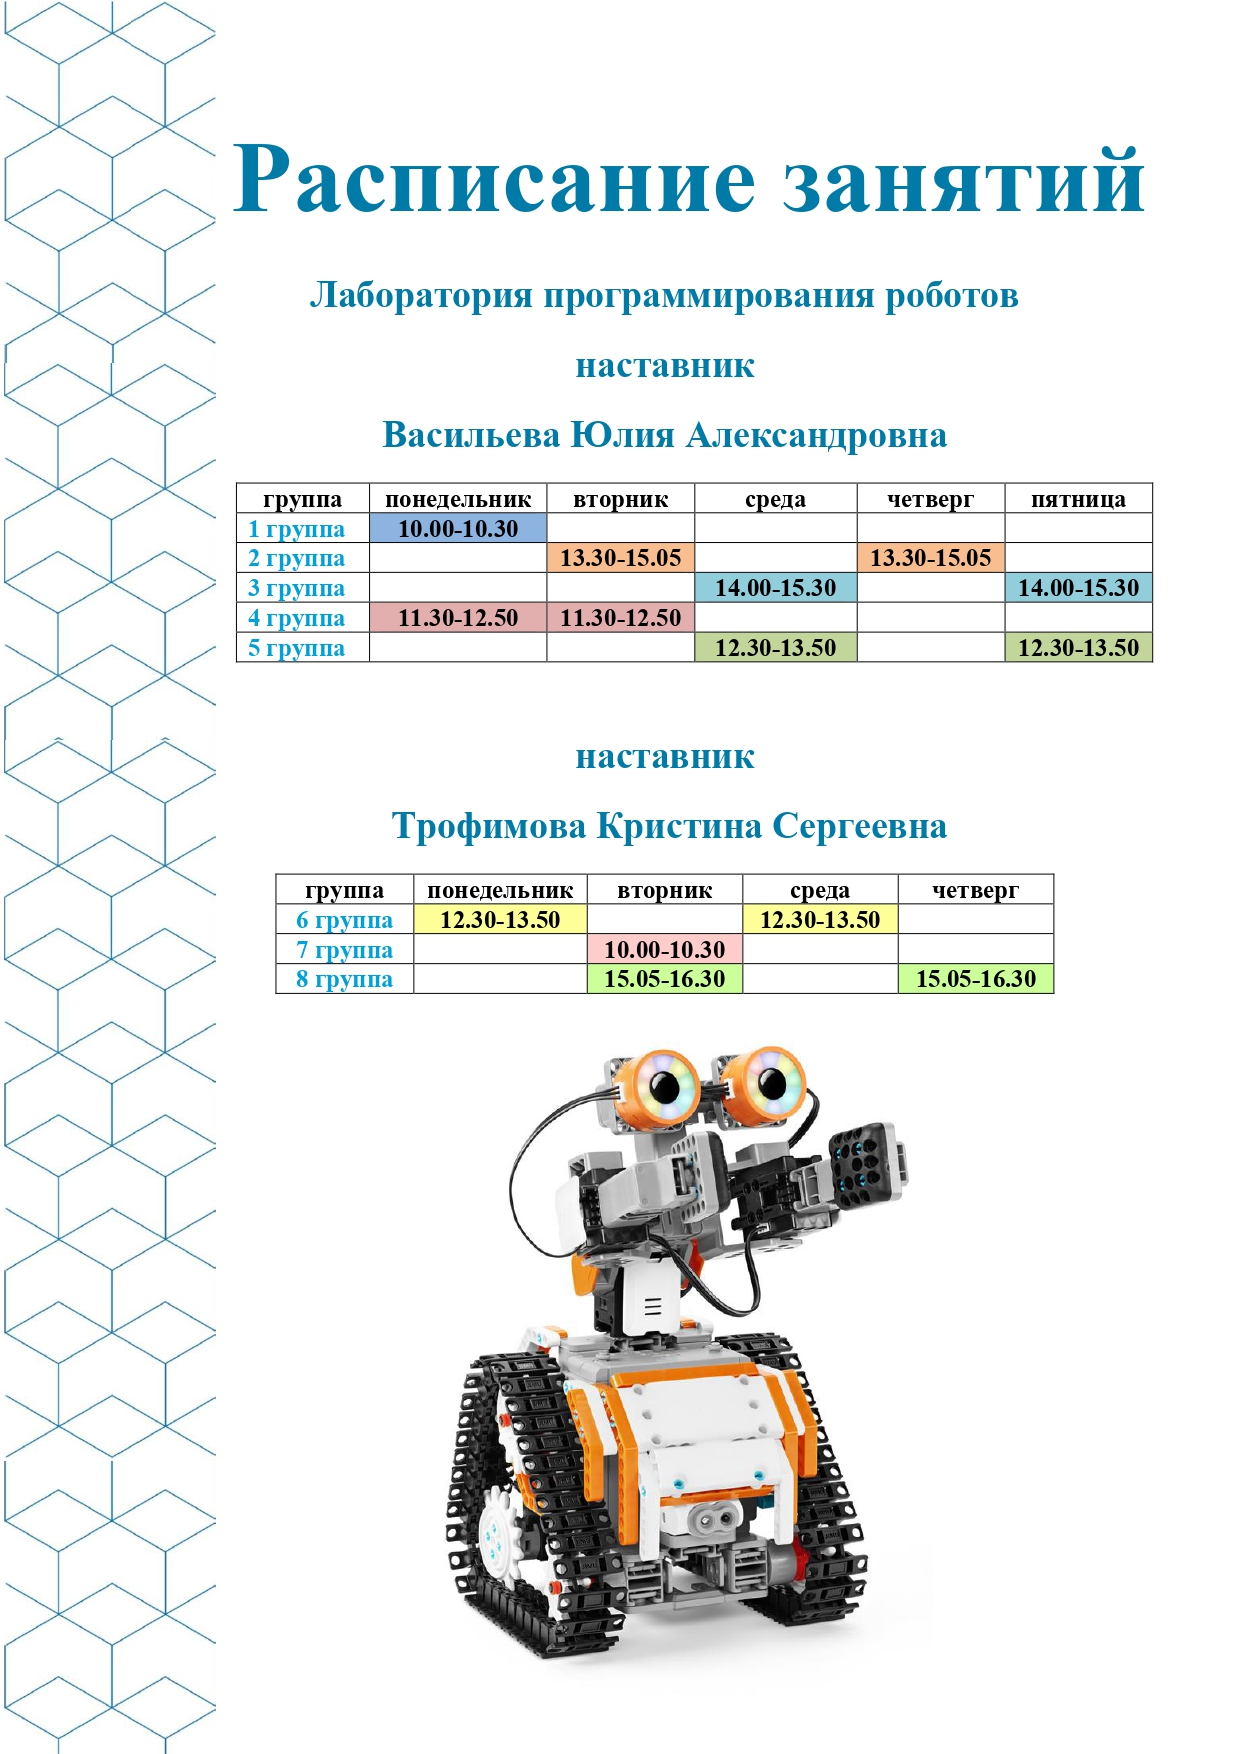 Расписание занятий
Лаборатория программирования роботов
наставник
Васильева Юлия Александровна
группа понедельник вторник среда четверг пятница
1 группа 10.00-10.30
2 группа 13.30-15.05 13.30-15.05
3 группа 14.00-15.30 14.00-15.30
4 группа 11.30-12.50 11.30-12.50
5 группа 12.30-13.50 12.30-13.50
наставник
Трофимова Кристина Сергеевна
группа понедельник вторник среда четверг
6 группа 12.30-13.50 12.30-13.50
7 группа 10.00-10.30
8 группа 15.05-16.30 15.05-16.30